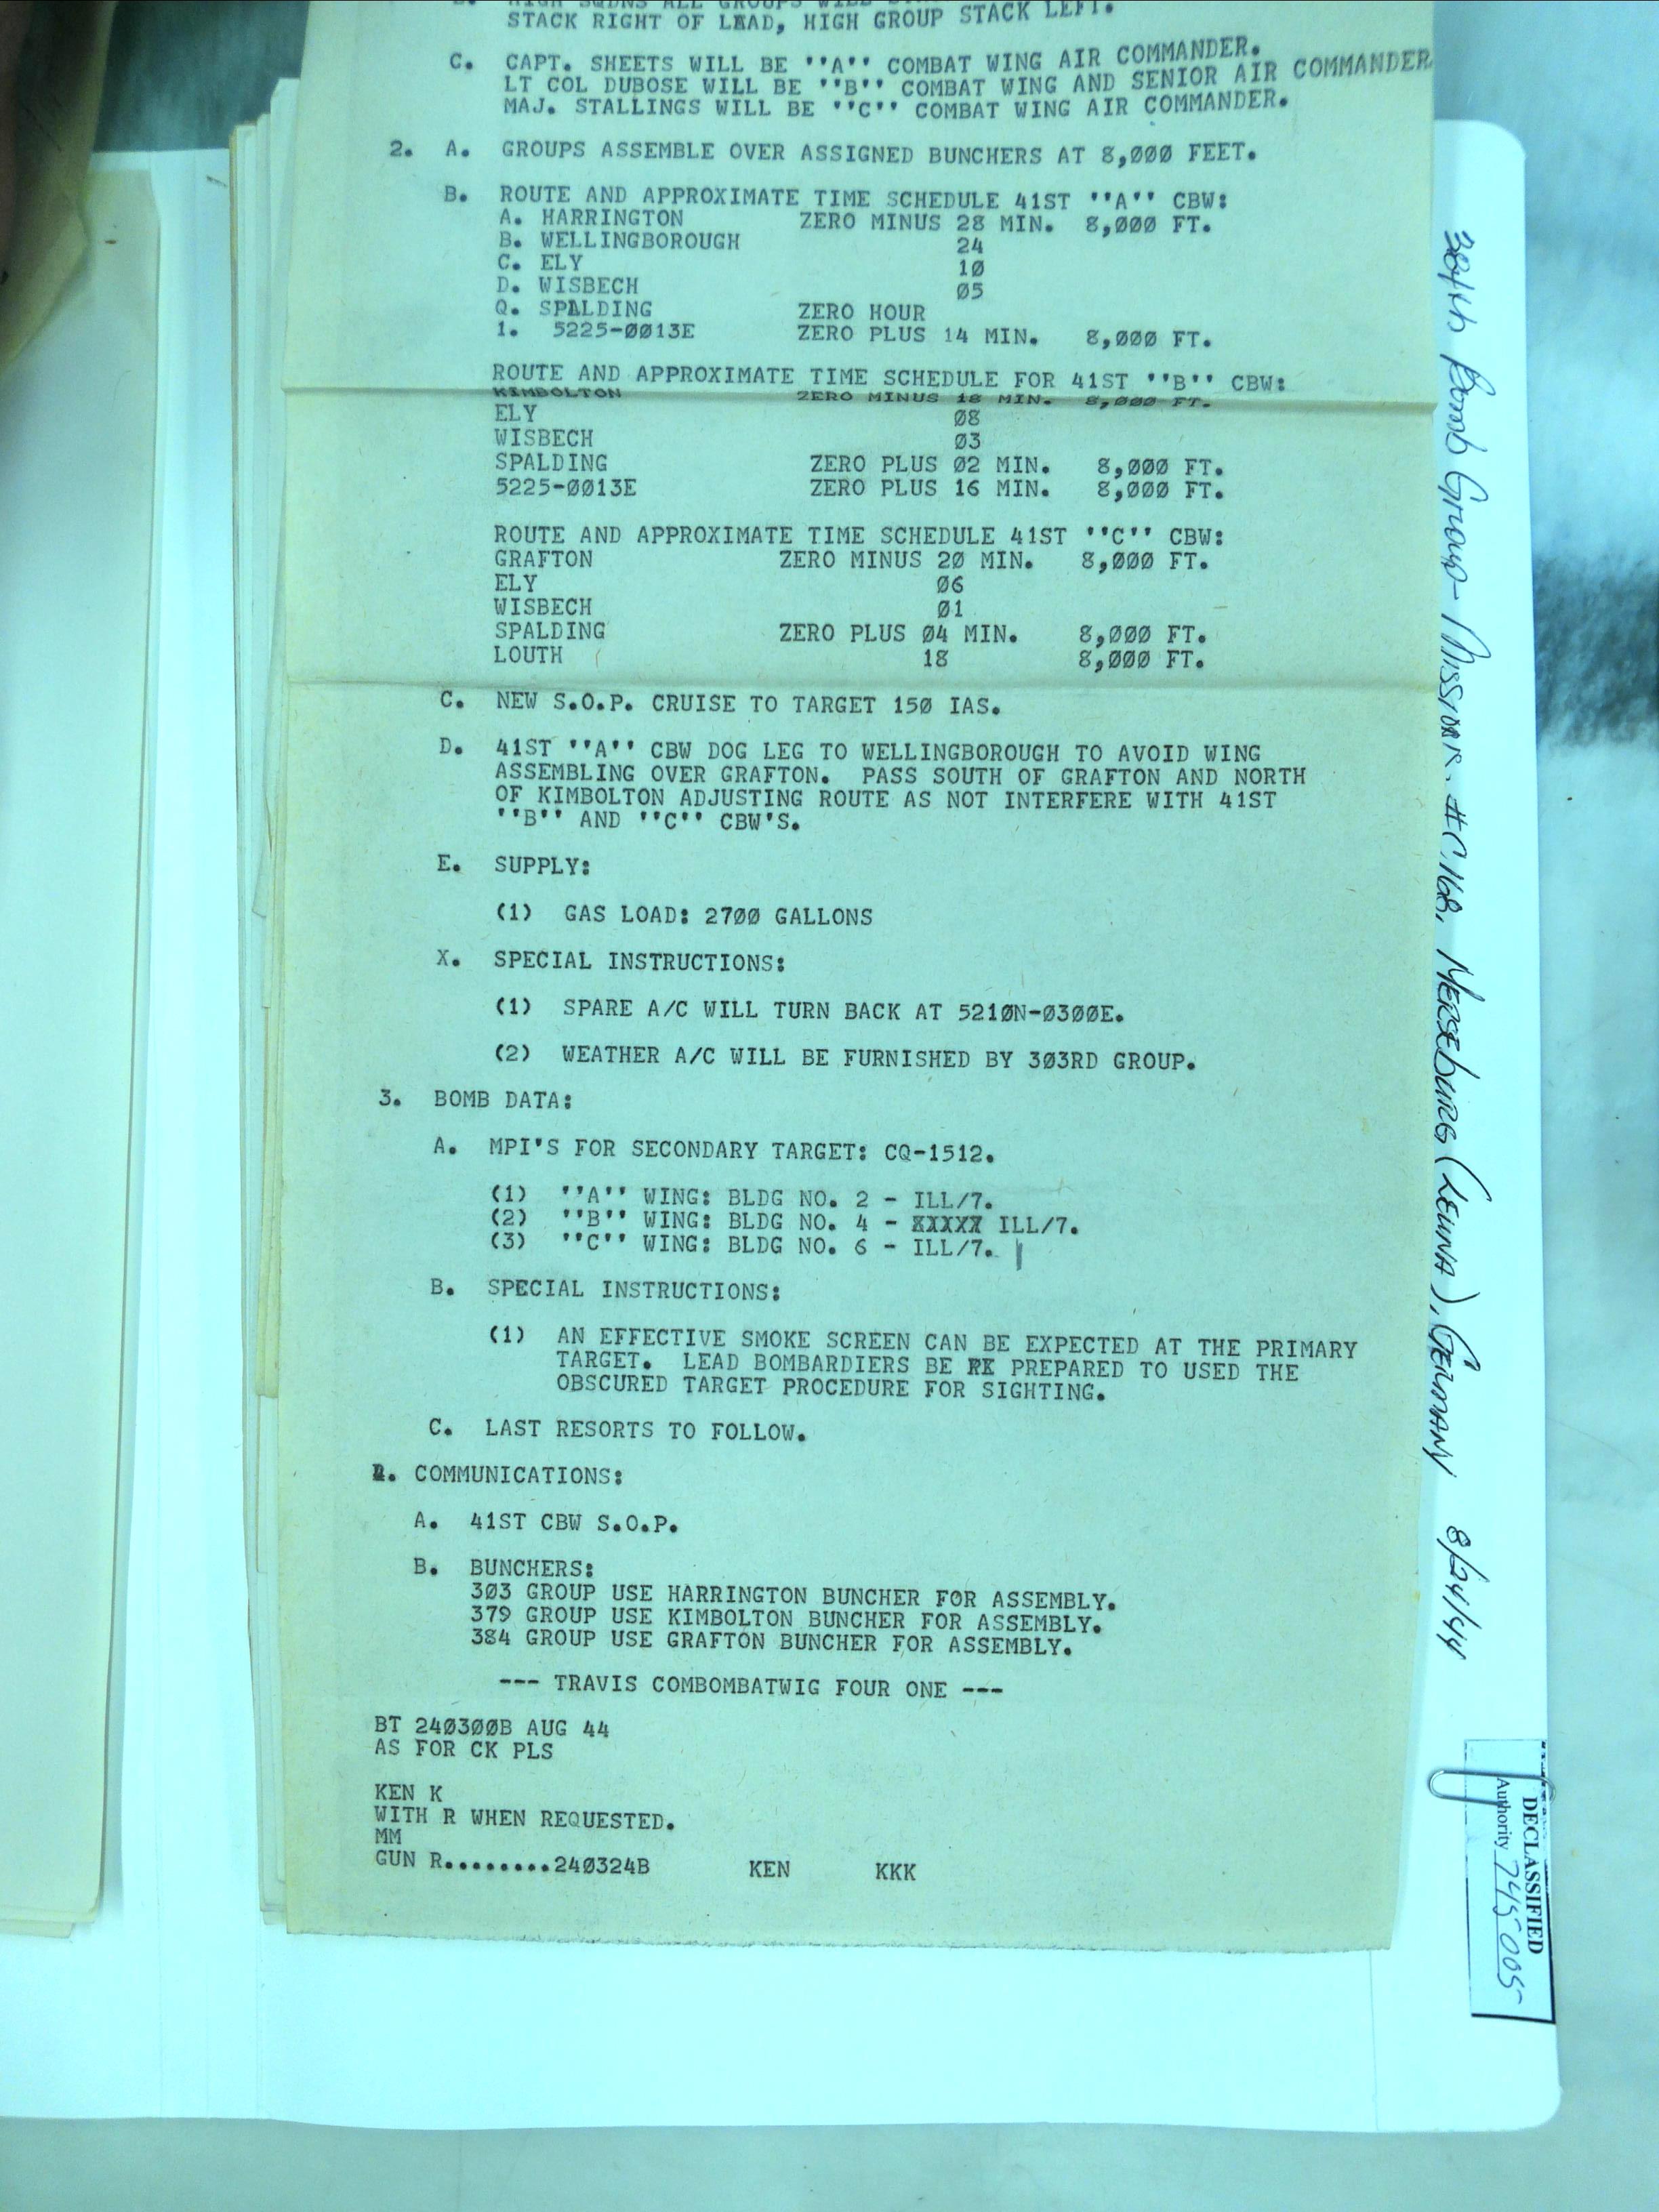 STACK RIGHT OF LEAD, HIGH GROUP STACK LEFT.
C. CAPT. SHEETS WILL BE ''A'' COMBAT WING AIR COMMANDER.
LT COL DUBOSE WILL BE ''B'' COMBAT WING AND SENIOR AIR COMMANDER
MAJ. STALLINGS WILL BE ''C'' COMBAT WING AIR COMMANDER.
2. A. GROUPS ASSEMBLE OVER ASSIGNED BUNCHERS AT 8,000 FEET.
B. ROUTE AND APPROXIMATE TIME SCHEDULE 41ST ''A'' CBW:
A. HARRINGTON ZERO MINUS 28 MIN. 8,000 FT.
B. WELLINGBOROUGH 24
C. ELY 10
D. WISBECH 05
Q. SPALDING ZERO HOUR
1. 5225-0013E ZERO PLUS 14 MIN. 8,000 FT.
ROUTE AND APPROXIMATE TIME SCHEDULE FOR 41ST ''B'' CBW:
KIMBOLTON ZERO MINUS 18 MIN. 8,000 FT.
ELY 08
WISBECH 03
SPALDING ZERO PLUS 02 MIN. 8,000 FT.
5225-0013E ZERO PLUS 16 MIN. 8,000 FT.
ROUTE AND APPROXIMATE TIME SCHEDULE 41ST ''C'' CBW:
GRAFTON ZERO MINUS 20 MIN. 8,000 FT.
ELY 06
WISBECH 01
SPALDING ZERO PLUS 04 MIN. 8,000 FT.
LOUTH 18 8,000 FT.
C. NEW S.O.P. CRUISE TO TARGET 150 IAS.
D. 41ST ''A'' CBW DOG LEG TO WELLINGBOROUGH TO AVOID WING
ASSEMBLING OVER GRAFTON. PASS SOUTH OF GRAFTON AND NORTH
OF KIMBOLTON ADJUSTING ROUTE AS NOT INTERFERE WITH 41ST
''B'' AND ''C'' CBW'S.
E. SUPPLY:
(1) GAS LOAD: 2700 GALLONS
X. SPECIAL INSTRUCTIONS:
(1) SPARE A/C WILL TURN BACK AT 5210N-0300E.
(2) WEATHER A/C WILL BE FURNISHED BY 303RD GROUP.
3. BOMB DATA:
A. MPI'S FOR SECONDARY TARGET: CQ-1512.
(1) ''A'' WING: BLDG NO. 2 - ILL/7.
(2) ''B'' WING: BLDG NO. 4 - XXXXX ILL/7.
(3) ''C'' WING: BLDG NO. 6 - ILL/7.
B. SPECIAL INSTRUCTIONS:
(1) AN EFFECTIVE SMOKE SCREEN CAN BE EXPECTED AT THE PRIMARY
TARGET. LEAD BOMBARDIERS BE PREPARED TO USED THE
OBSCURED TARGET PROCEDURE FOR SIGHTING.
C. LAST RESORTS TO FOLLOW.
4. COMMUNICATIONS:
A. 41ST CBW S.O.P.
B. BUNCHERS:
303 GROUP USE HARRINGTON BUNCHER FOR ASSEMBLY.
379 GROUP USE KIMBOLTON BUNCHER FOR ASSEMBLY.
384 GROUP USE GRAFTON BUNCHER FOR ASSEMBLY.
--- TRAVIS COMBOMBATWIG FOUR ONE ---
BT 240300B AUG 44
AS FOR CK PLS
KEN K
WITH R WHEN REQUESTED.
MM
GUN R........240324B KEN KKK
384th Bomb Group - Mission #C168, MERSEBURG (LEUNA), GERMANY 8/24/44
DECLASSIFIED
Authority 745005